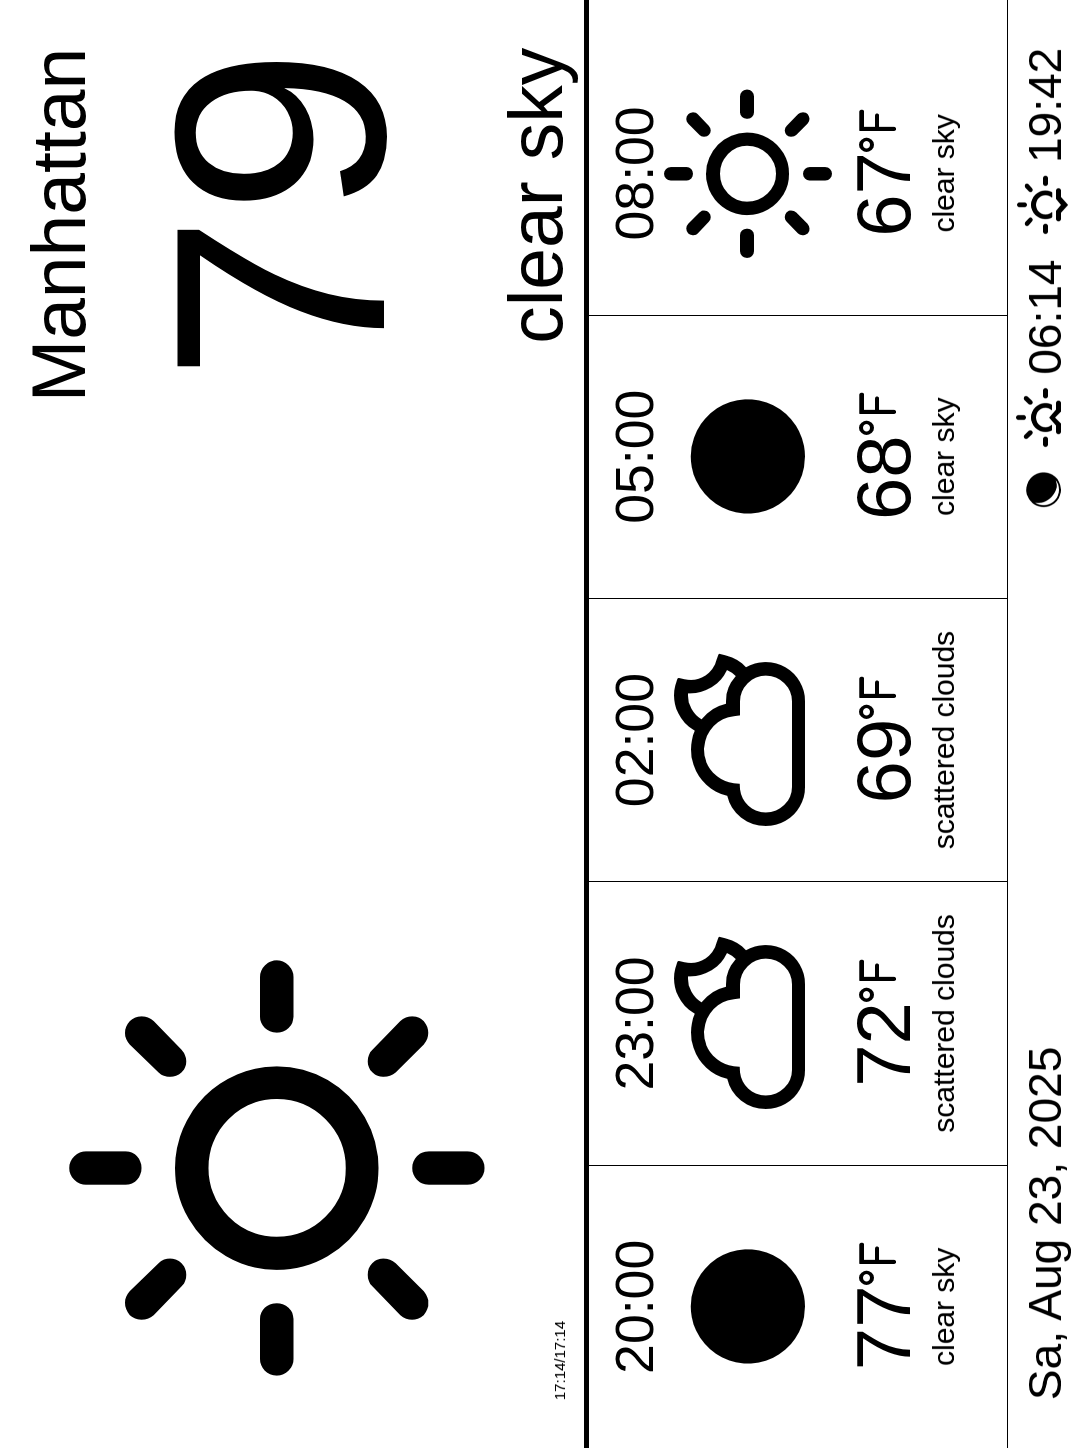 Manhattan
79
clear sky
17:14/17:14
20:00
77°F
clear sky
23:00
72°F
scattered clouds
02:00
69°F
scattered clouds
05:00
68°F
clear sky
08:00
67°F
clear sky
Sa, Aug 23, 2025
06:14
19:42